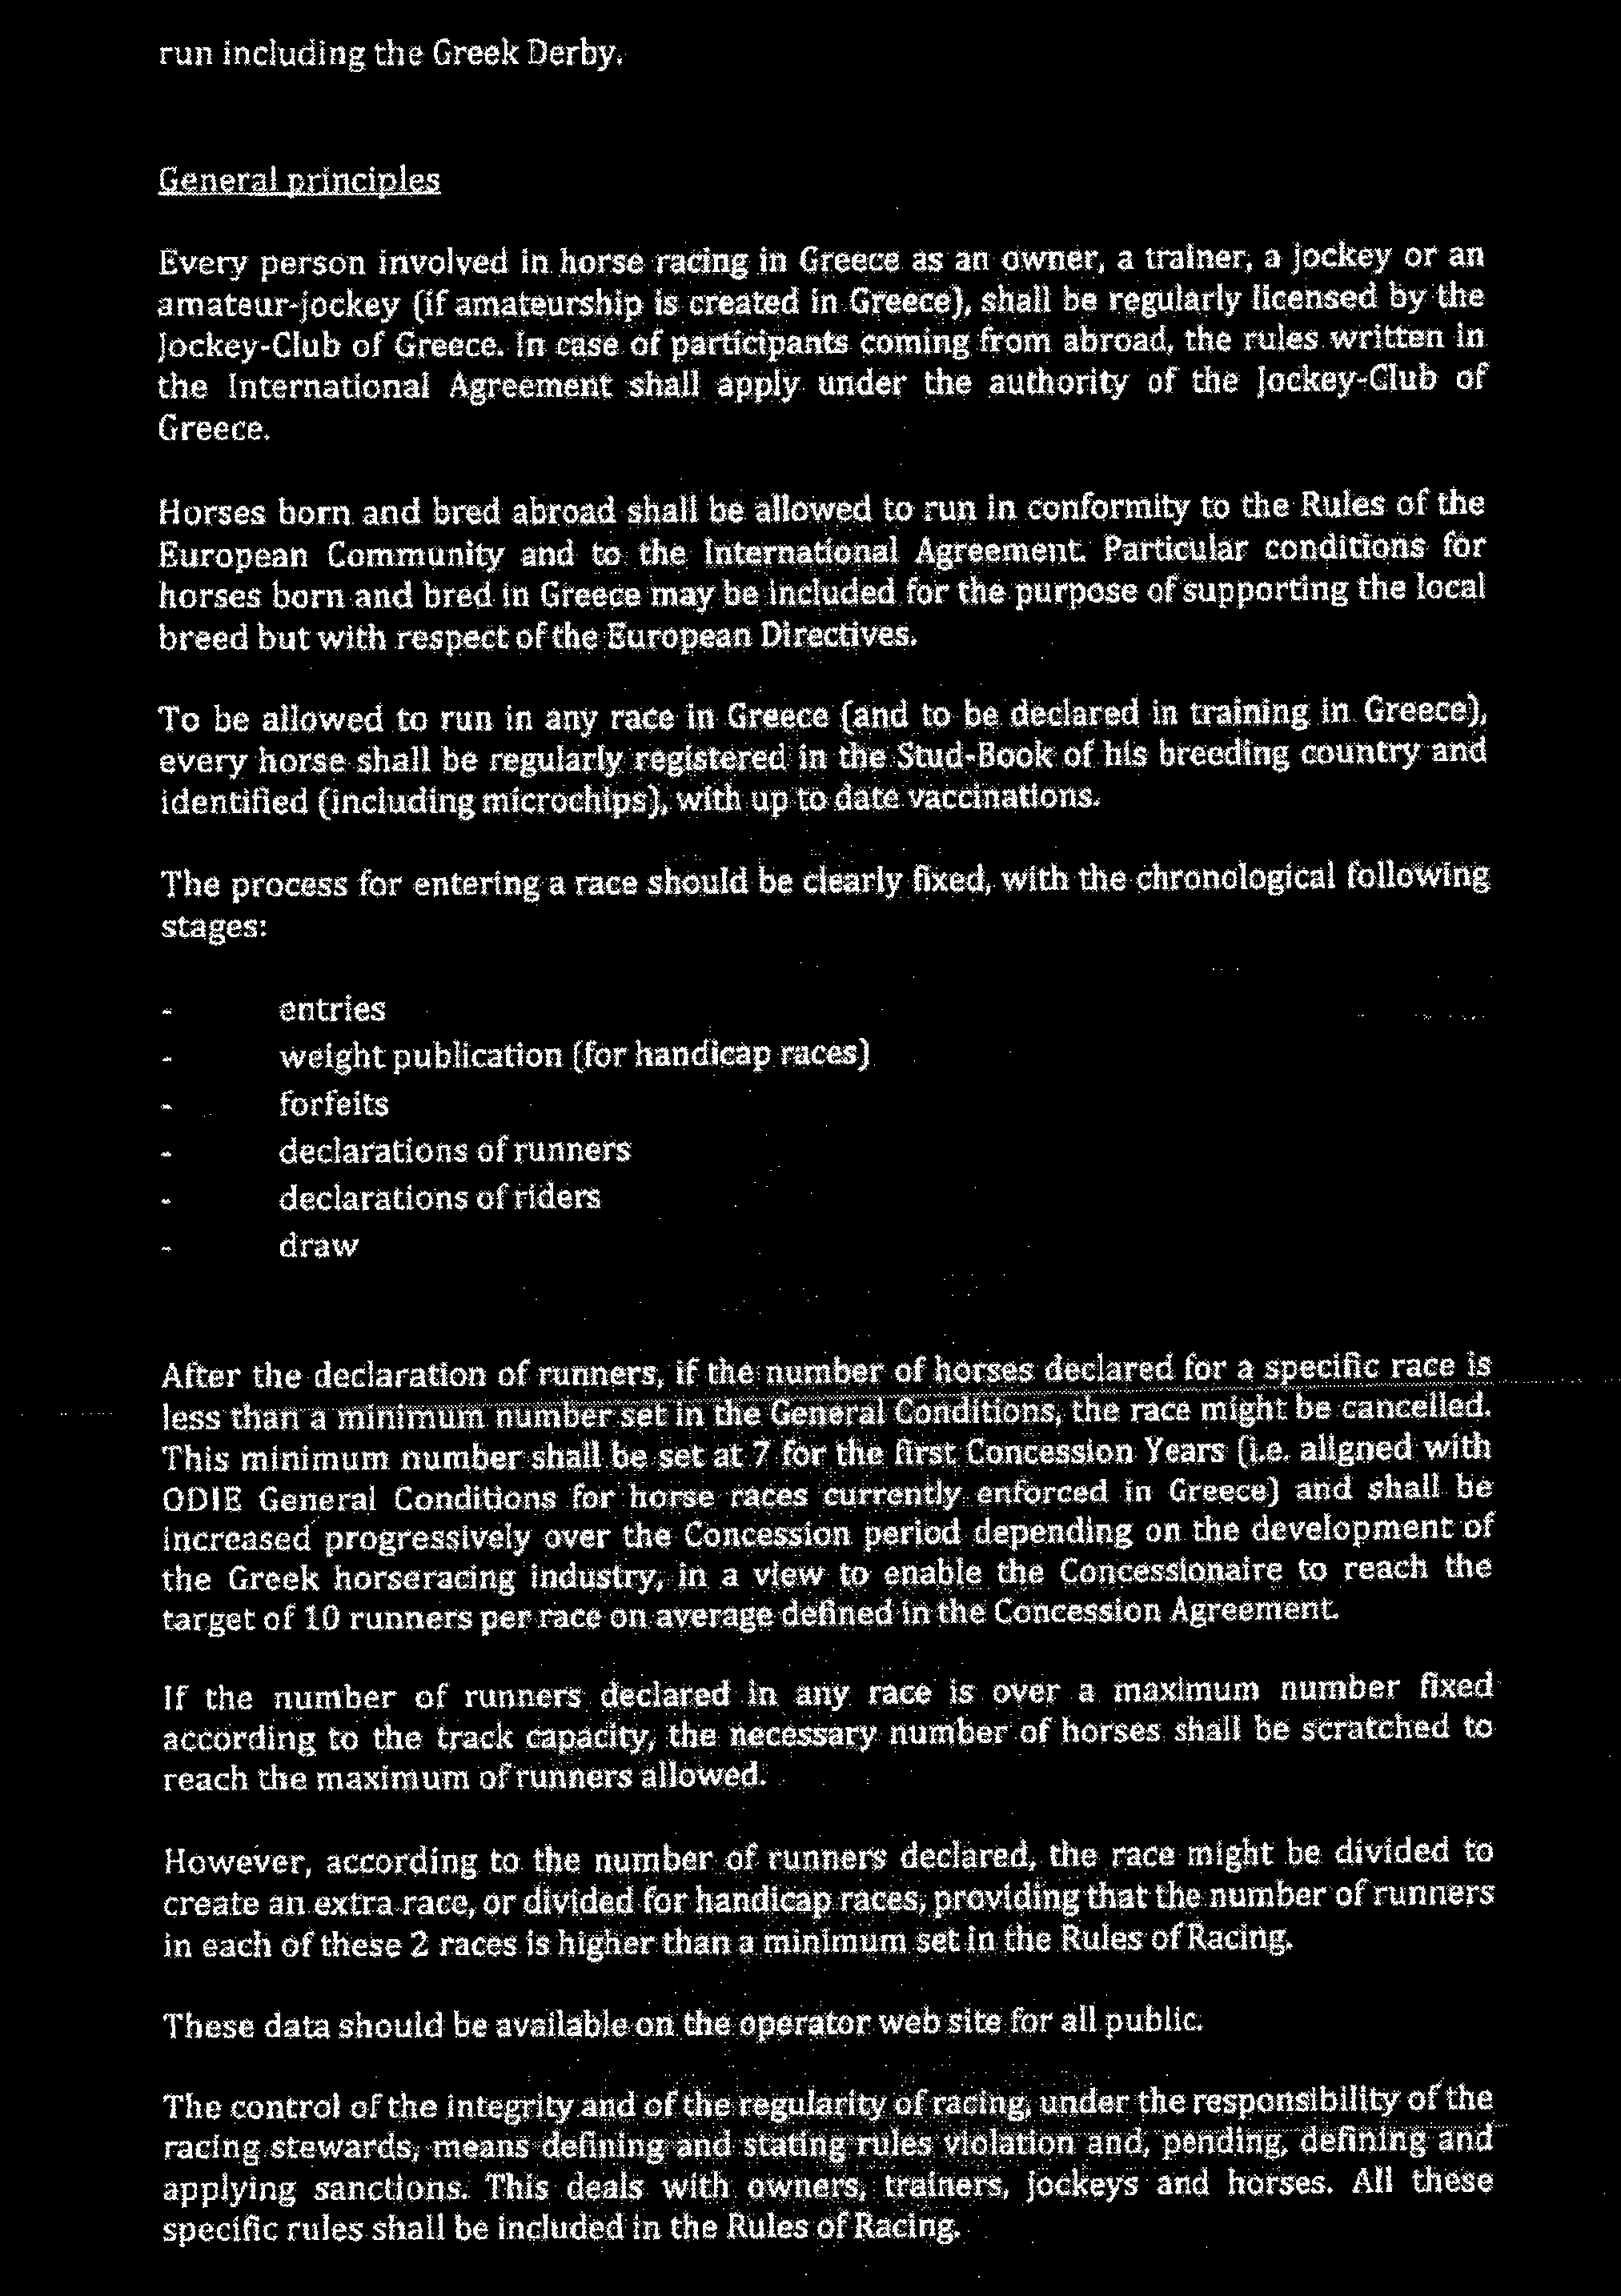 run including the Greek Derby.
General principles
Every person involved in horse racing in Greece as an owner, a trainer, a jockey or an
amateur-jockey (if amateurship is created in Greece), shall be regularly licensed by the
Jockey-Club of Greece. In case of participants coming from abroad, the rules written in
the International Agreement shall apply under the authority of the Jockey-Club of
Greece.
Horses born and bred abroad shall be allowed to run in conformity to the Rules of the
European Community and to the International Agreement. Particular conditions for
horses born and bred in Greece may be included for the purpose of supporting the local
breed but with respect of the European Directives.
To be allowed to run in any race in Greece (and to be declared in training in Greece),
every horse shall be regularly registered in the Stud-Book of his breeding country and
identified (including microchips), with up to date vaccinations.
The process for entering a race should be clearly fixed, with the chronological following
stages:
- entries
- weight publication (for handicap races)
- forfeits
- declarations of runners
- declarations of riders
- draw
After the declaration of runners, if the number of horses declared for a specific race is
less than a minimum number set in the General Conditions, the race might be cancelled.
This minimum number shall be set at 7 for the first Concession Years (i.e. aligned with
ODIE General Conditions for horse races currently enforced in Greece) and shall be
increased progressively over the Concession period depending on the development of
the Greek horseracing industry, in a view to enable the Concessionaire to reach the
target of 10 runners per race on average defined in the Concession Agreement.
If the number of runners declared in any race is over a maximum number fixed
according to the track capacity, the necessary number of horses shall be scratched to
reach the maximum of runners allowed.
However, according to the number of runners declared, the race might be divided to
create an extra race, or divided for handicap races, providing that the number of runners
in each of these 2 races is higher than a minimum set in the Rules of Racing.
These data should be available on the operator web site for all public.
The control of the integrity and of the regularity of racing, under the responsibility of the
racing stewards, means defining and stating rules violation and, pending, defining and
applying sanctions. This deals with owners, trainers, jockeys and horses. All these
specific rules shall be included in the Rules of Racing.